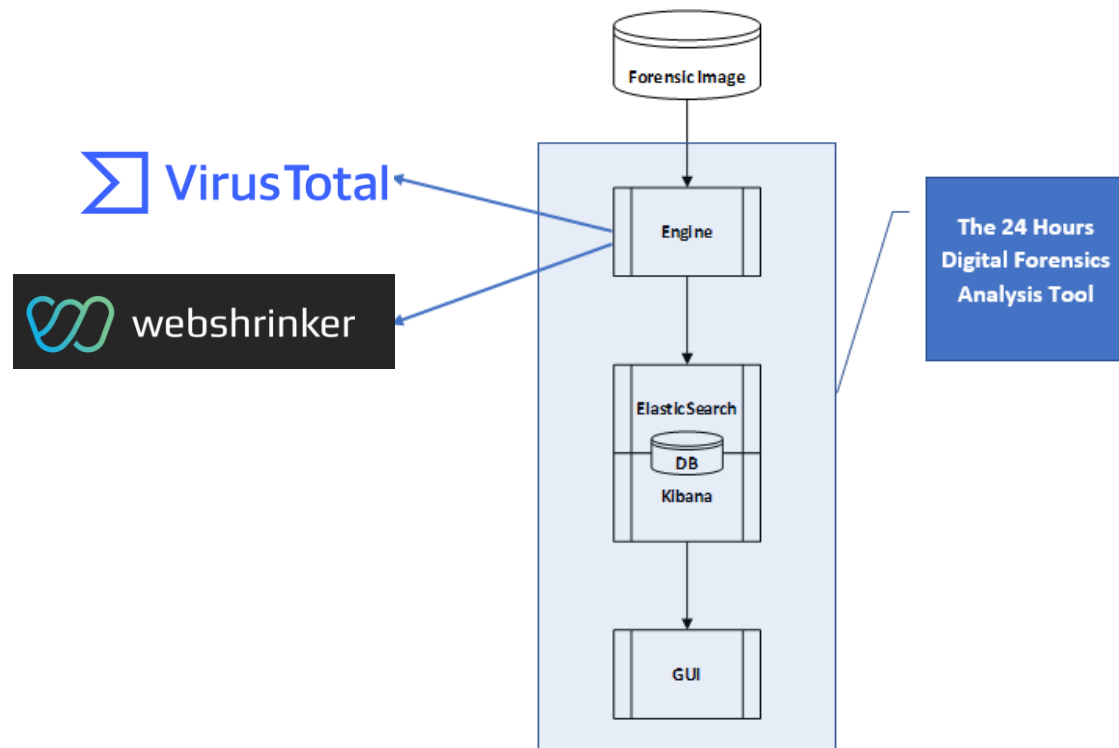 Forensic Image
VirusTotal
Engine
The 24 Hours
Digital Forensics
Analysis Tool
webshrinker
ElasticSearch
DB
Kibana
GUI